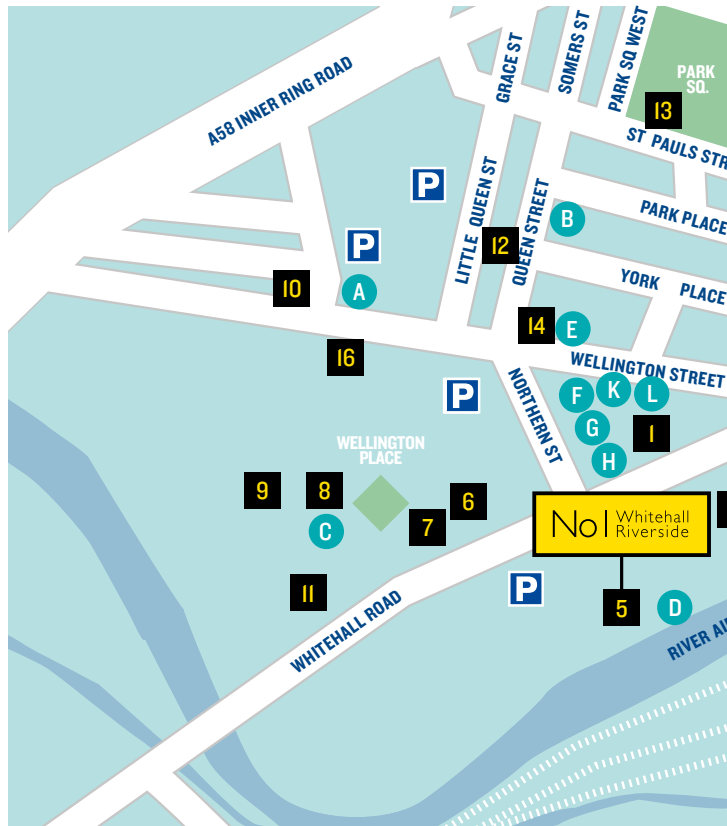 GRACE ST
SOMERS ST
PARK SQ WEST
A58 INNER RING ROAD
PARK
SQ.
13
ST PAULS STR
P
LITTLE QUEEN ST
QUEEN STREET
B
PARK PLACE
P
12
10
A
YORK PLACE
14
E
16
WELLINGTON STREET
NORTHERN ST
P
F
K
L
WELLINGTON
PLACE
G
1
H
9
8
6
C
7
No1 Whitehall
Riverside
P
11
5
D
WHITEHALL ROAD
RIVER AI